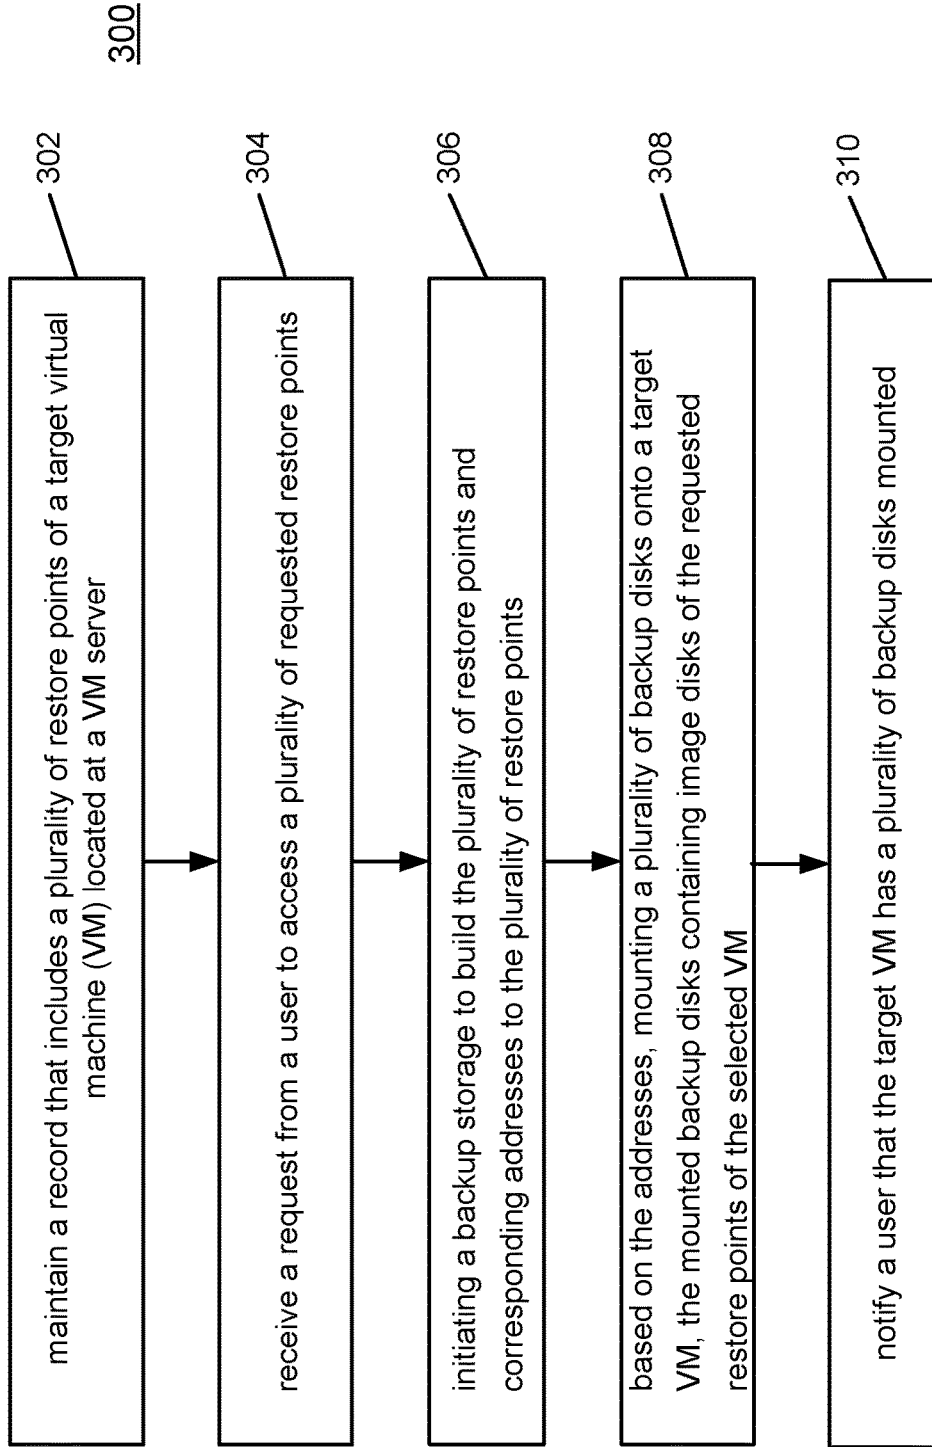 300
302
maintain a record that includes a plurality of restore points of a target virtual
machine (VM) located at a VM server
304
receive a request from a user to access a plurality of requested restore points
306
initiating a backup storage to build the plurality of restore points and
corresponding addresses to the plurality of restore points
308
based on the addresses, mounting a plurality of backup disks onto a target
VM, the mounted backup disks containing image disks of the requested
restore points of the selected VM
310
notify a user that the target VM has a plurality of backup disks mounted